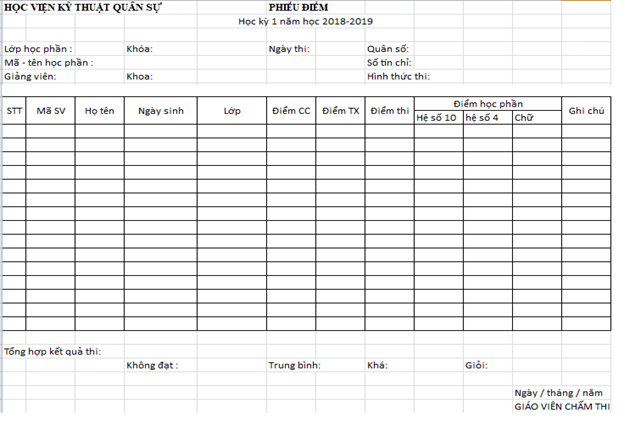 HỌC VIỆN KỸ THUẬT QUÂN SỰ PHIẾU ĐIỂM
Học kỳ 1 năm học 2018-2019
Lớp học phần : Khóa: Ngày thi: Quân số:
Mã - tên học phần : Số tín chỉ:
Giảng viên: Khoa: Hình thức thi:
STT Mã SV Họ tên Ngày sinh Lớp Điểm CC Điểm TX Điểm thi Điểm học phần Ghi chú
Hệ số 10 hệ số 4 Chữ
Tổng hợp kết quả thi:
Không đạt : Trung bình: Khá: Giỏi:
Ngày / tháng / năm
GIÁO VIÊN CHẤM THI